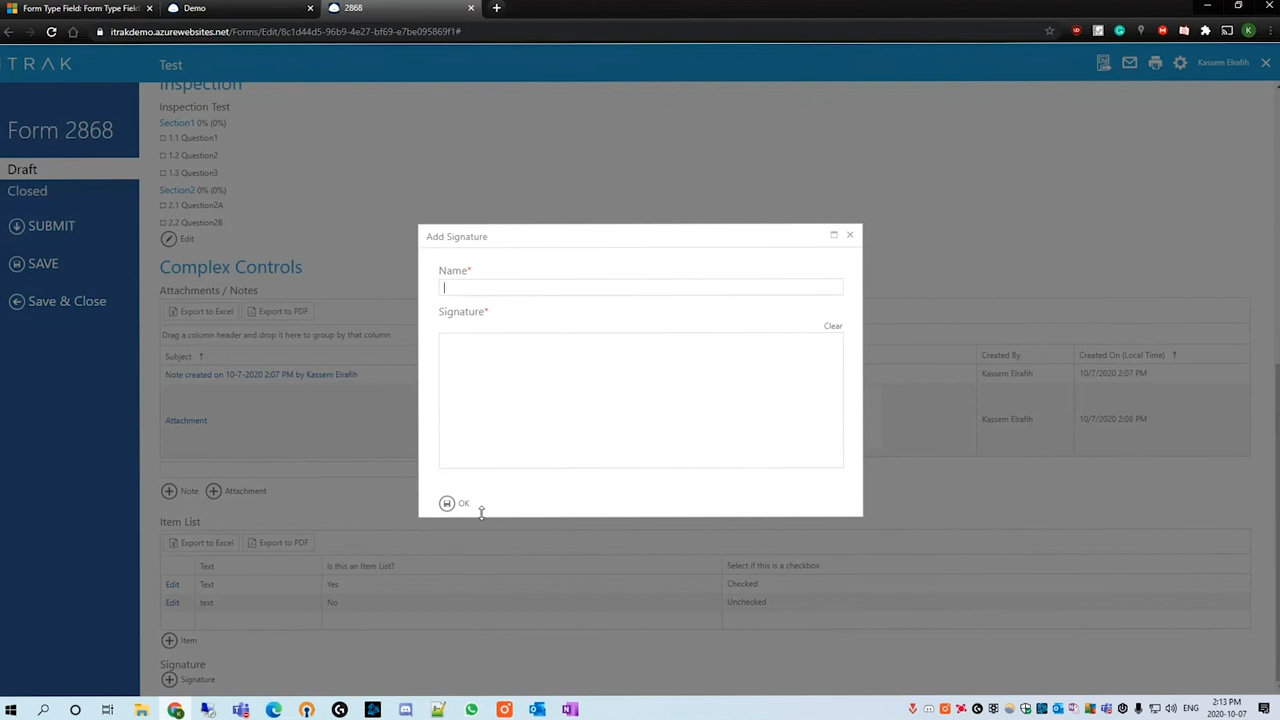 Form Type Field: Form Type Field
Demo
2868
itrakdemo.azurewebsites.net/Forms/Edit/8c1d44d5-96b9-4e27-bf69-e7be095869f1#
ITRAK
Test
Kassem Elrafih
Form 2868
Draft
Closed
SUBMIT
SAVE
Save & Close
Inspection
Inspection Test
Section1 0% (0%)
1.1 Question1
1.2 Question2
1.3 Question3
Section2 0% (0%)
2.1 Question2A
2.2 Question2B
Edit
Complex Controls
Attachments / Notes
Export to Excel Export to PDF
Drag a column header and drop it here to group by that column
Subject ↑ Created By Created On (Local Time) ↑
Note created on 10-7-2020 2:07 PM by Kassem Elrafih Kassem Elrafih 10/7/2020 2:07 PM
Attachment Kassem Elrafih 10/7/2020 2:08 PM
Note Attachment
Add Signature
Name*
Signature*
Clear
OK
Item List
Export to Excel Export to PDF
Text Is this an Item List? Select if this is a checkbox
Edit Text Yes Checked
Edit text No Unchecked
Item
Signature
Signature
ENG
2:13 PM
2020-10-07